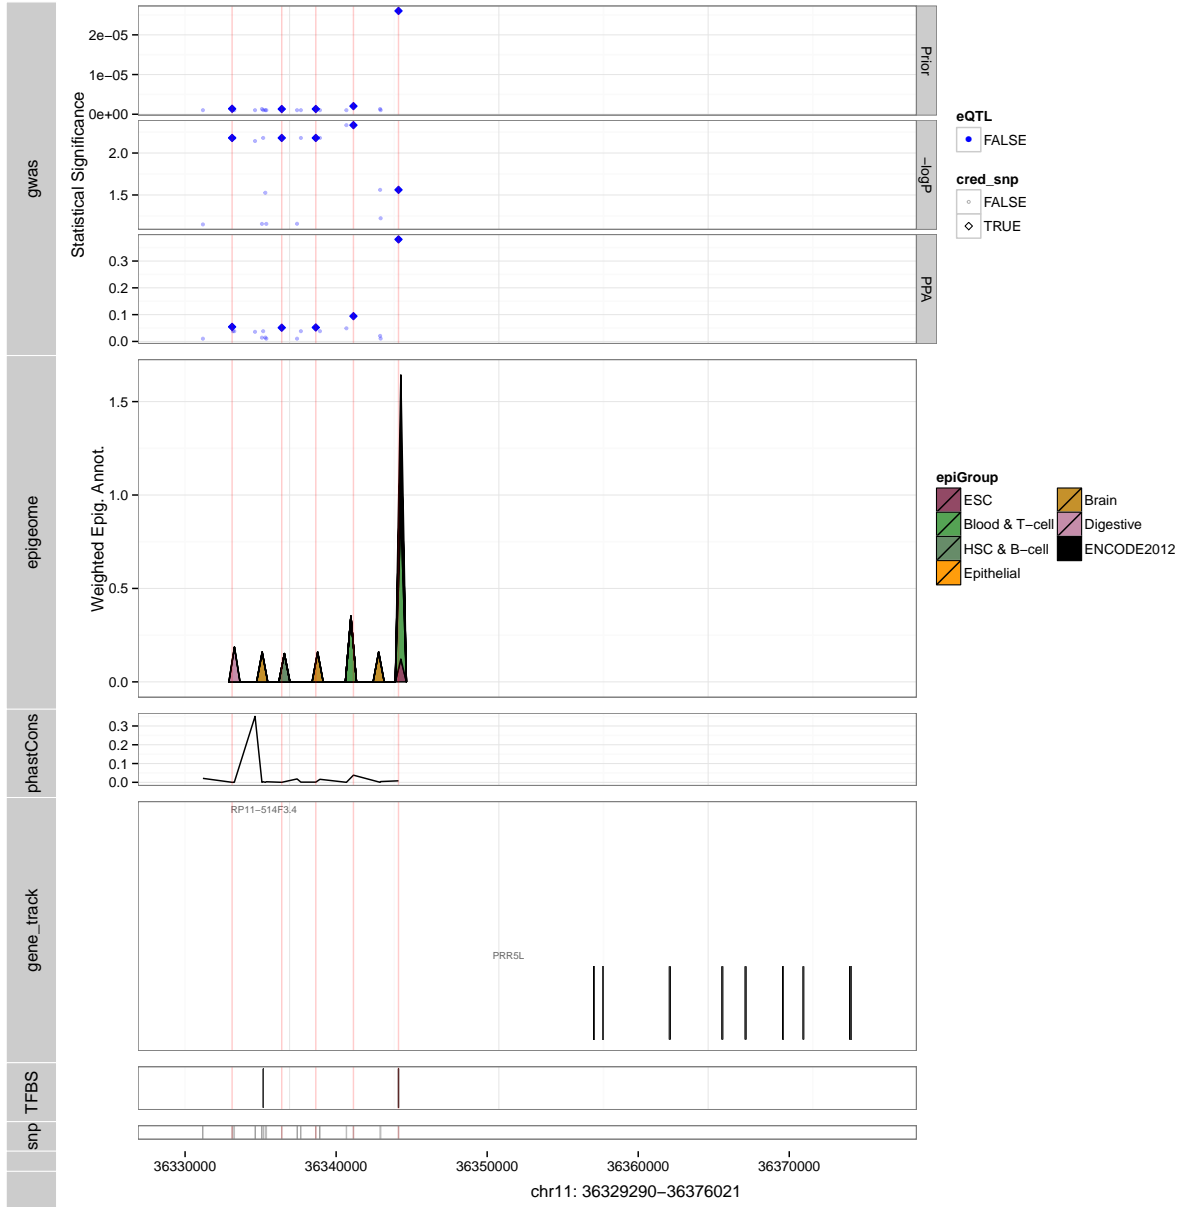 gwas
Statistical Significance
2e−05
1e−05
0e+00
Prior
2.0
1.5
−logP
0.3
0.2
0.1
0.0
PPA
eQTL
FALSE
cred_snp
FALSE
TRUE
epigeome
Weighted Epig. Annot.
1.5
1.0
0.5
0.0
epiGroup
ESC
Blood & T−cell
HSC & B−cell
Epithelial
Brain
Digestive
ENCODE2012
phastCons
0.3
0.2
0.1
0.0
gene_track
RP11−514F3.4
PRR5L
TFBS
snp
36330000 36340000 36350000 36360000 36370000
chr11: 36329290−36376021